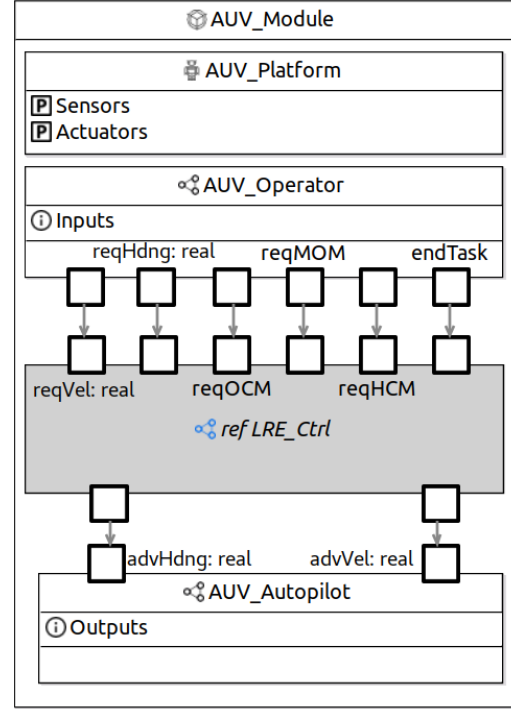 AUV_Module
AUV_Platform
P Sensors
P Actuators
AUV_Operator
i Inputs
reqHdng: real reqMOM endTask
reqVel: real reqOCM reqHCM
ref LRE_Ctrl
advHdng: real advVel: real
AUV_Autopilot
i Outputs